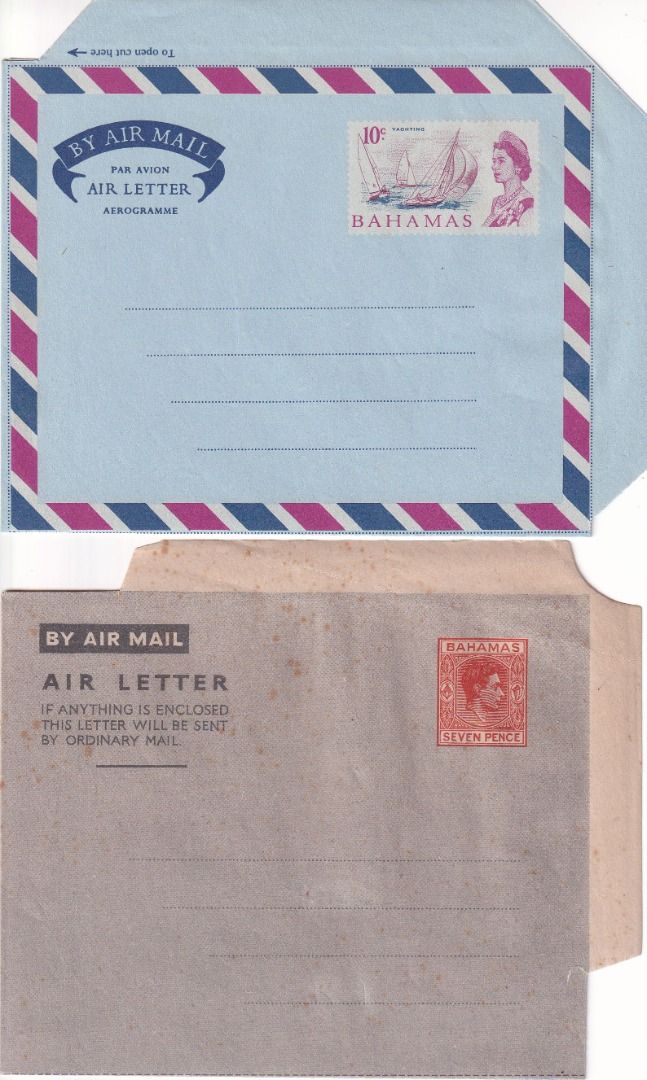 To open cut here →
BY AIR MAIL
PAR AVION
AIR LETTER
AEROGRAMME
10c. YACHTING
BAHAMAS
BY AIR MAIL
AIR LETTER
IF ANYTHING IS ENCLOSED
THIS LETTER WILL BE SENT
BY ORDINARY MAIL.
BAHAMAS
SEVEN PENCE